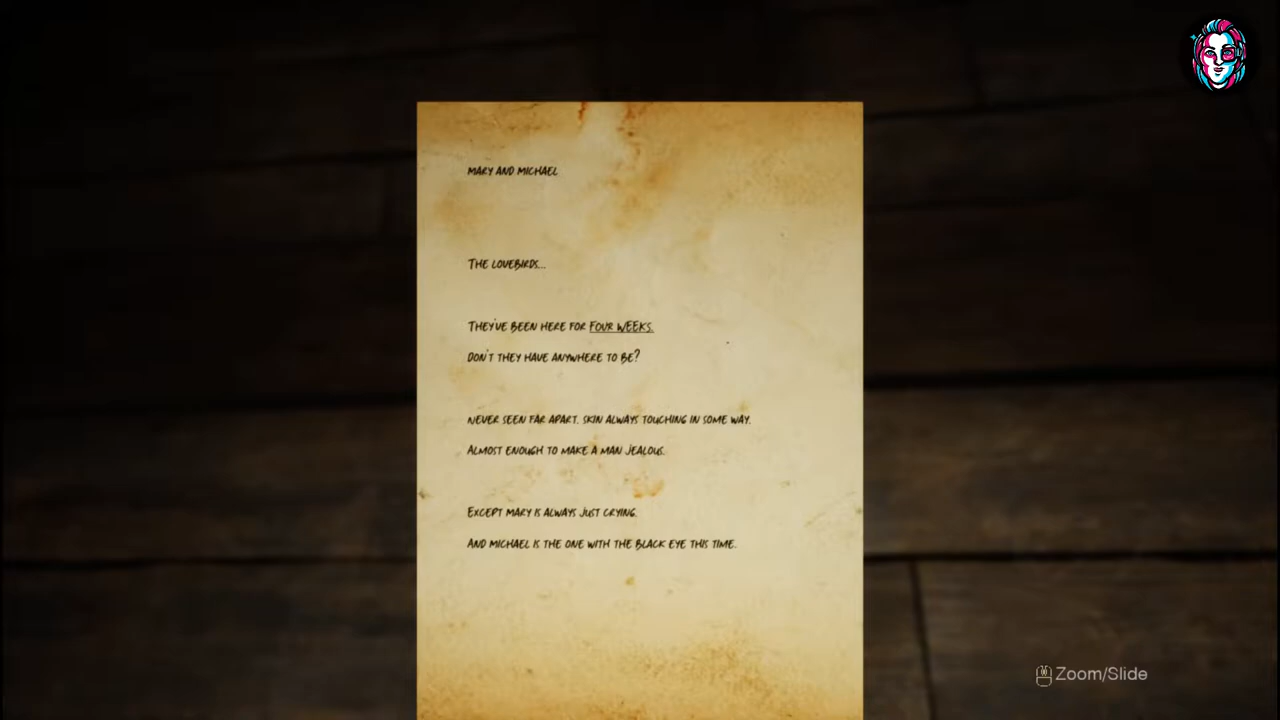 MARY AND MICHAEL
THE LOVEBIRDS...
THEY'VE BEEN HERE FOR FOUR WEEKS.
DON'T THEY HAVE ANYWHERE TO BE?
NEVER SEEN FAR APART. SKIN ALWAYS TOUCHING IN SOME WAY.
ALMOST ENOUGH TO MAKE A MAN JEALOUS.
EXCEPT MARY IS ALWAYS JUST CRYING.
AND MICHAEL IS THE ONE WITH THE BLACK EYE THIS TIME.
Zoom/Slide